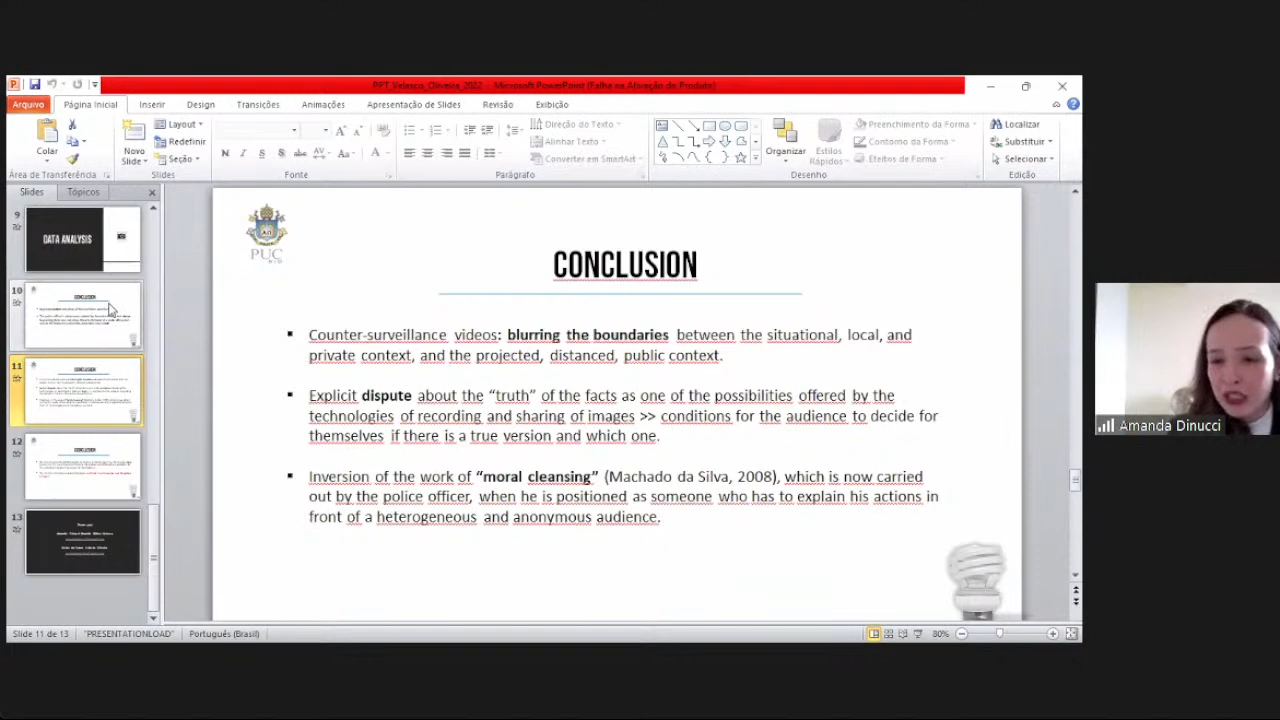 PPT_Velasco_Oliveira_2022 - Microsoft PowerPoint (Falha na Ativação de Produto)
Arquivo Página Inicial Inserir Design Transições Animações Apresentação de Slides Revisão Exibição
Colar
Novo Slide
Layout
Redefinir
Seção
Direção do Texto
Alinhar Texto
Converter em SmartArt
Organizar
Estilos Rápidos
Preenchimento da Forma
Contorno da Forma
Efeitos de Forma
Localizar
Substituir
Selecionar
Área de Transferência Slides Fonte Parágrafo Desenho Edição
Slides Tópicos
9
DATA ANALYSIS
10
CONCLUSION
11
CONCLUSION
12
CONCLUSION
13
PUC
RIO
CONCLUSION
Counter-surveillance videos: blurring the boundaries between the situational, local, and
private context, and the projected, distanced, public context.
Explicit dispute about the “truth” of the facts as one of the possibilities offered by the
technologies of recording and sharing of images >> conditions for the audience to decide for
themselves if there is a true version and which one.
Inversion of the work of “moral cleansing” (Machado da Silva, 2008), which is now carried
out by the police officer, when he is positioned as someone who has to explain his actions in
front of a heterogeneous and anonymous audience.
Amanda Dinucci
Slide 11 de 13 "PRESENTATIONLOAD" Português (Brasil) 80%